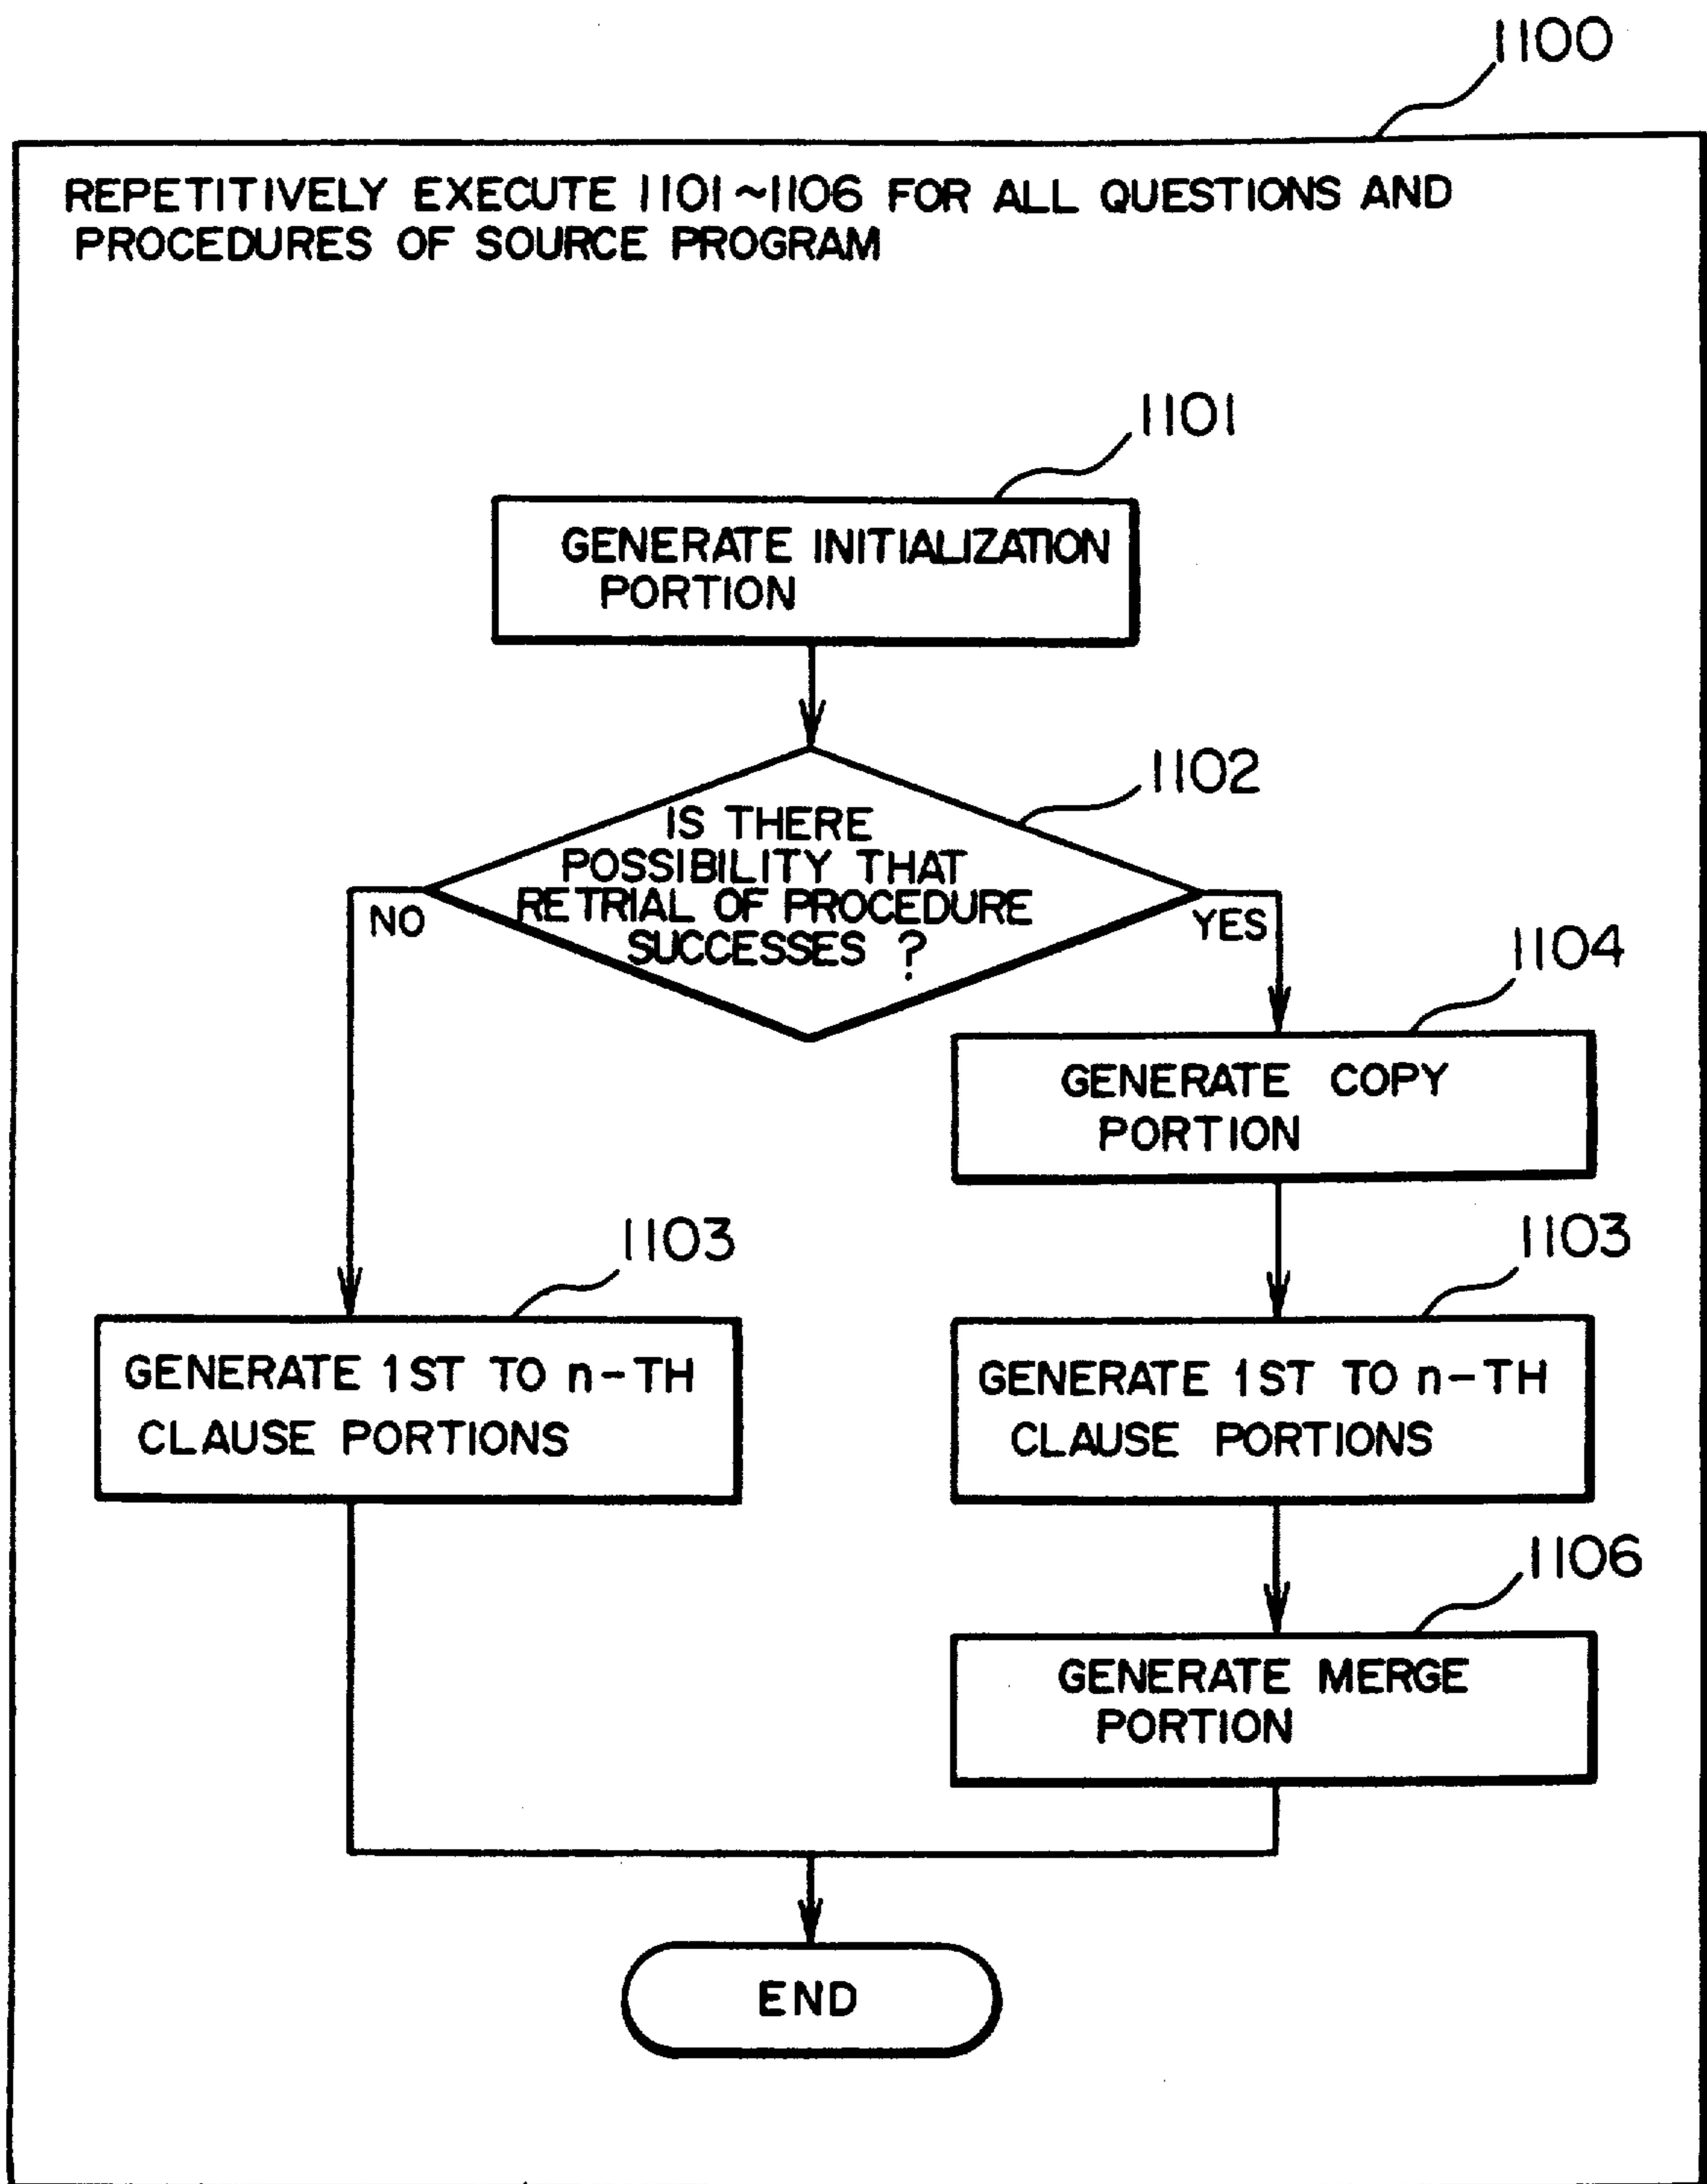 1100
REPETITIVELY EXECUTE 1101~1106 FOR ALL QUESTIONS AND
PROCEDURES OF SOURCE PROGRAM
1101
GENERATE INITIALIZATION
PORTION
1102
IS THERE
POSSIBILITY THAT
RETRIAL OF PROCEDURE
SUCCESSES ?
NO
YES
1104
GENERATE COPY
PORTION
1103
GENERATE 1ST TO n-TH
CLAUSE PORTIONS
1103
GENERATE 1ST TO n-TH
CLAUSE PORTIONS
1106
GENERATE MERGE
PORTION
END